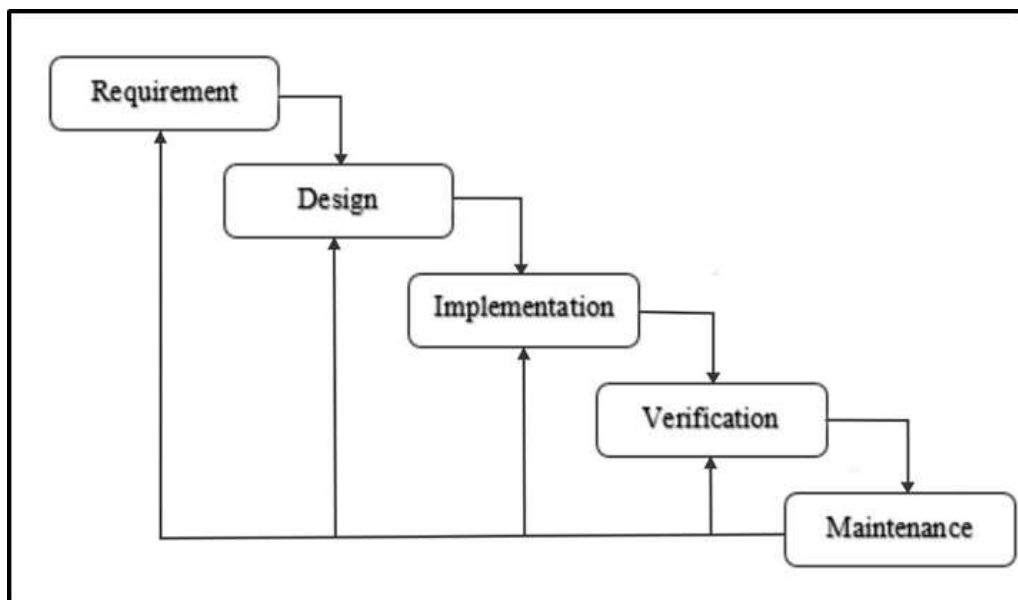 Requirement
Design
Implementation
Verification
Maintenance